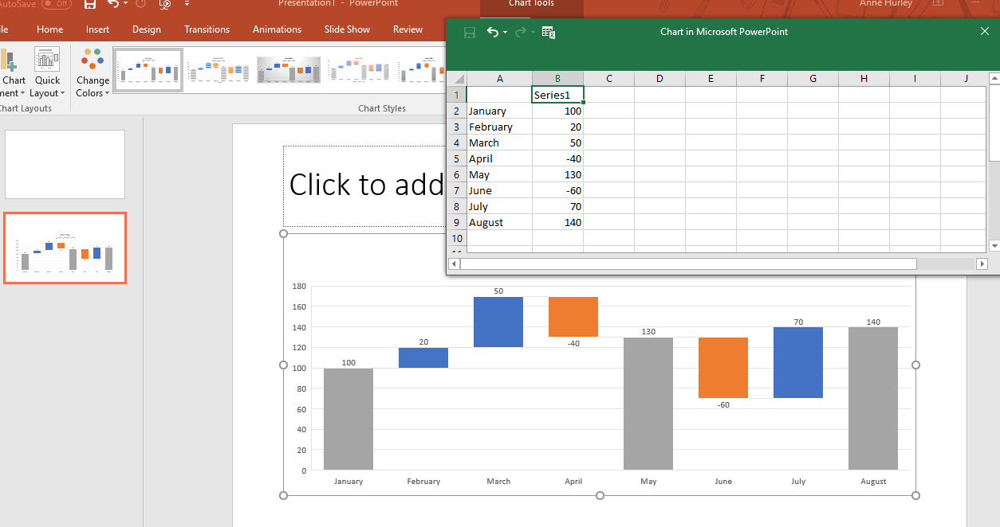 AutoSave Off
Presentation1 - PowerPoint
Chart Tools
Anne Hurley
Home Insert Design Transitions Animations Slide Show Review
Chart in Microsoft PowerPoint
Chart
Quick
Layout
Change
Colors
Chart Layouts
Chart Styles
A B C D E F G H I J
1 Series1
2 January 100
3 February 20
4 March 50
5 April -40
6 May 130
7 June -60
8 July 70
9 August 140
10
Click to add
180
160
140
120
100
80
60
40
20
0
100
20
50
-40
130
-60
70
140
January February March April May June July August